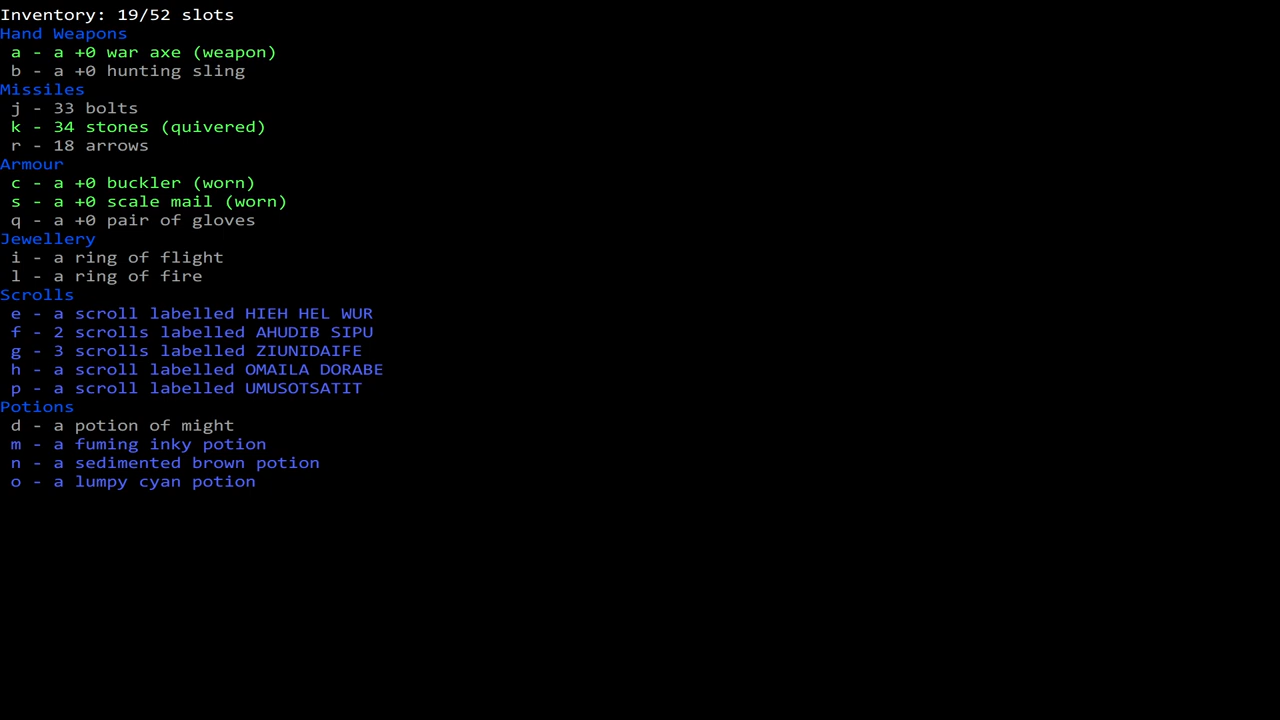 Inventory: 19/52 slots
Hand Weapons
a - a +0 war axe (weapon)
b - a +0 hunting sling
Missiles
j - 33 bolts
k - 34 stones (quivered)
r - 18 arrows
Armour
c - a +0 buckler (worn)
s - a +0 scale mail (worn)
q - a +0 pair of gloves
Jewellery
i - a ring of flight
l - a ring of fire
Scrolls
e - a scroll labelled HIEH HEL WUR
f - 2 scrolls labelled AHUDIB SIPU
g - 3 scrolls labelled ZIUNIDAIFE
h - a scroll labelled OMAILA DORABE
p - a scroll labelled UMUSOTSATIT
Potions
d - a potion of might
m - a fuming inky potion
n - a sedimented brown potion
o - a lumpy cyan potion